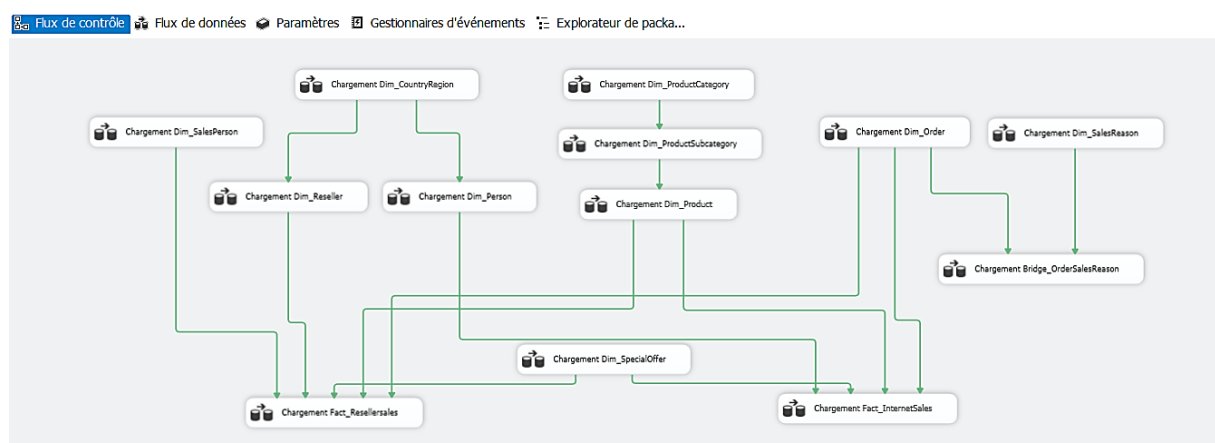 Flux de contrôle Flux de données Paramètres Gestionnaires d'événements Explorateur de packa...
Chargement Dim_CountryRegion
Chargement Dim_ProductCategory
Chargement Dim_SalesPerson
Chargement Dim_Order
Chargement Dim_SalesReason
Chargement Dim_ProductSubcategory
Chargement Dim_Reseller
Chargement Dim_Person
Chargement Dim_Product
Chargement Bridge_OrderSalesReason
Chargement Dim_SpecialOffer
Chargement Fact_Resellersales
Chargement Fact_InternetSales